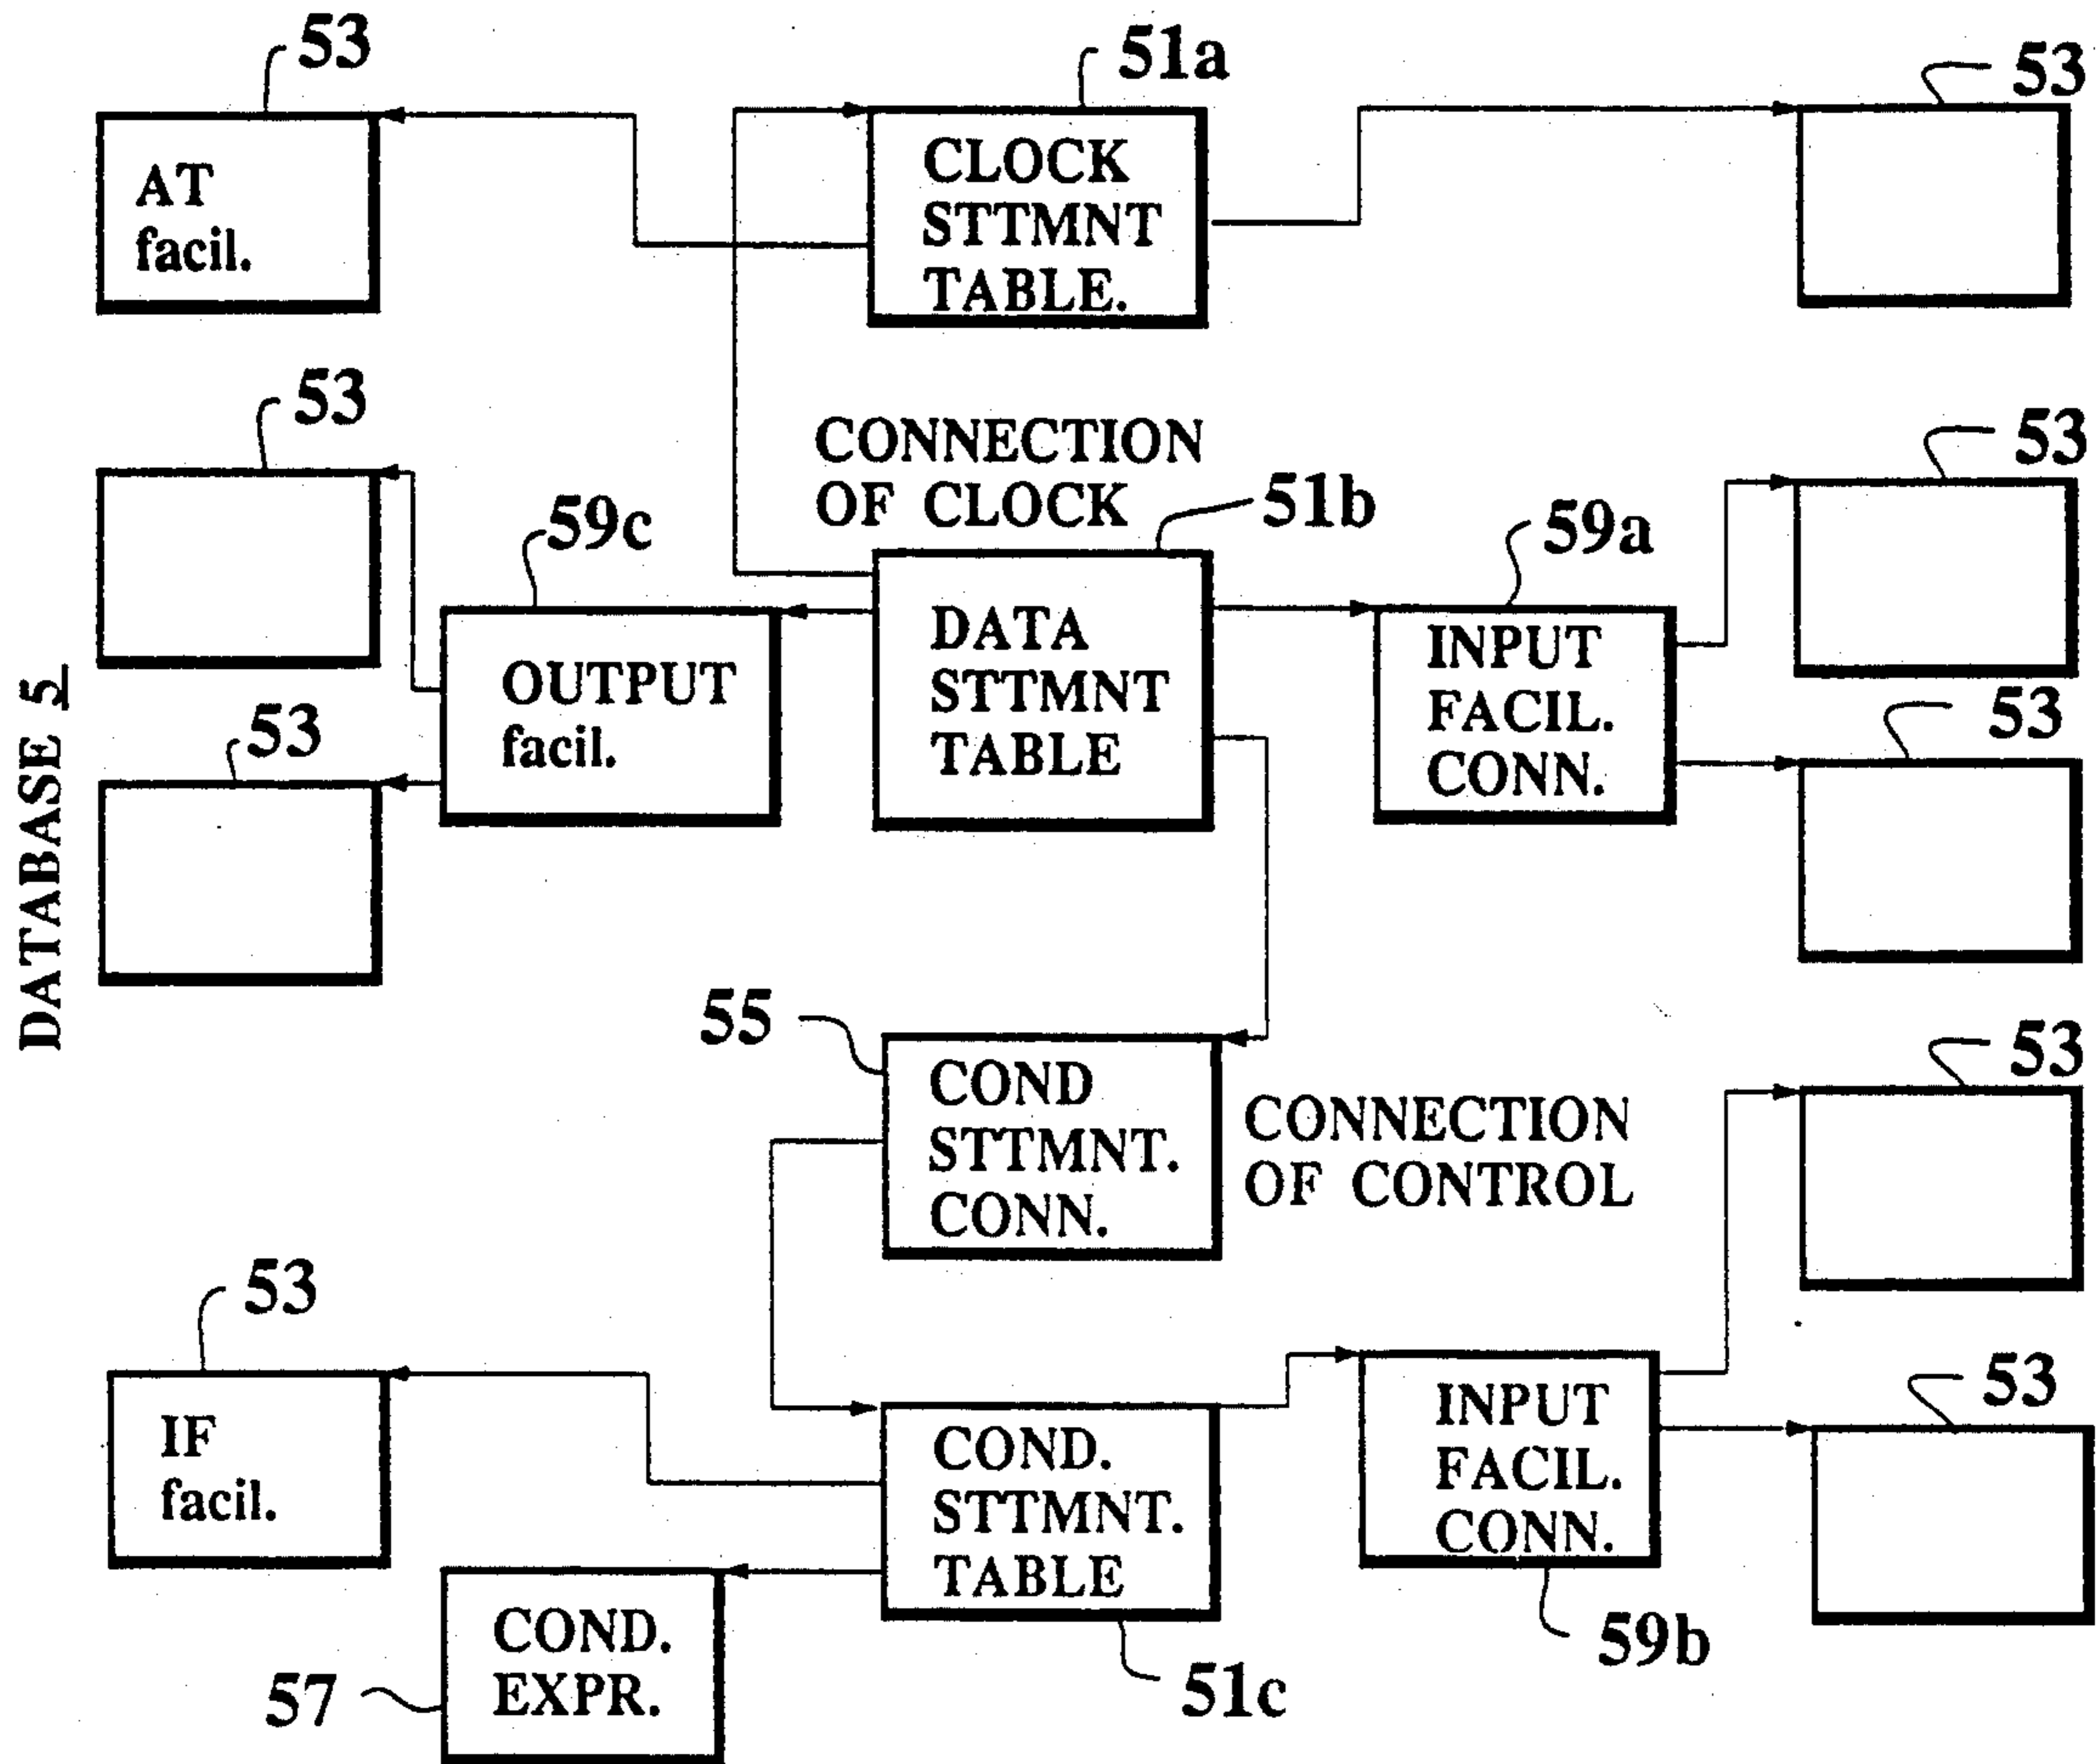 53
51a
53
AT
facil.
CLOCK
STTMNT
TABLE.
53
CONNECTION
OF CLOCK
53
59c
51b
59a
OUTPUT
facil.
DATA
STTMNT
TABLE
INPUT
FACIL.
CONN.
53
53
DATABASE 5
55
COND
STTMNT.
CONN.
CONNECTION
OF CONTROL
53
53
IF
facil.
COND.
STTMNT.
TABLE
INPUT
FACIL.
CONN.
53
COND.
EXPR.
57
51c
59b